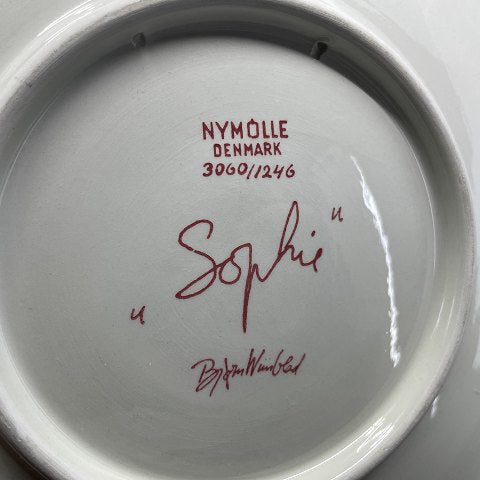 NYMÖLLE
DENMARK
3060/1246
„Sophie"
Bjørn Wiinblad